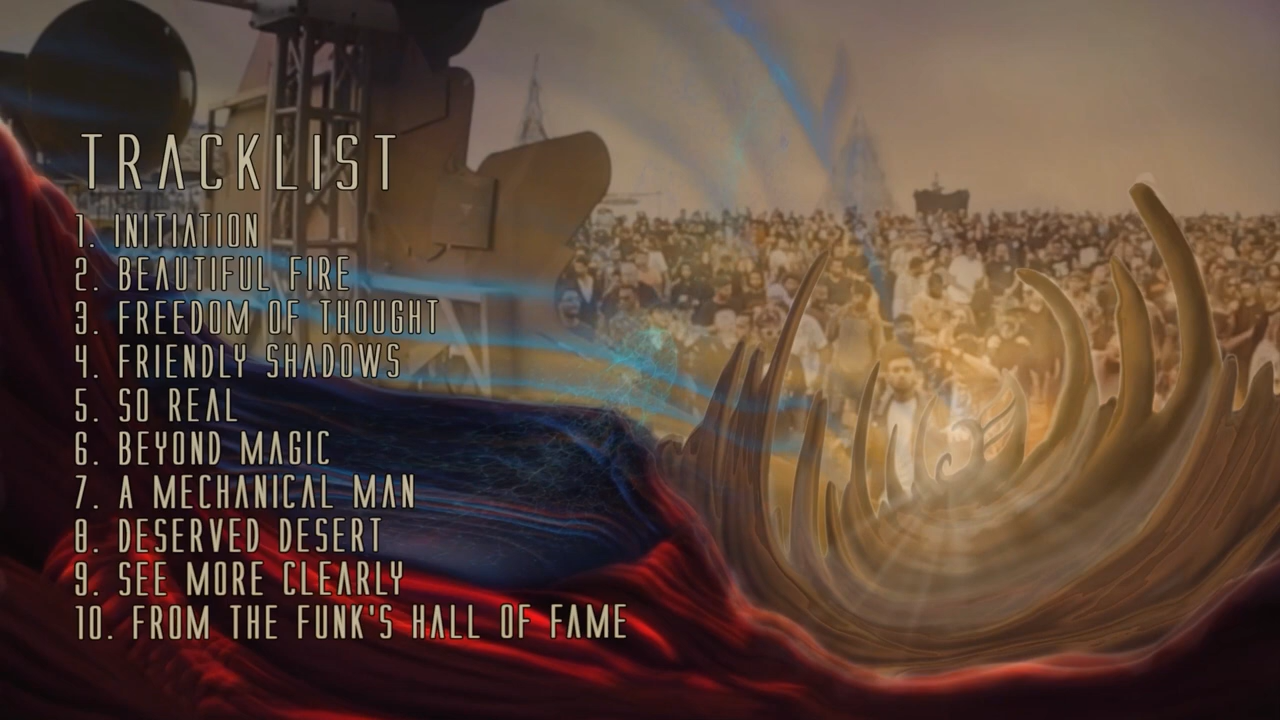 TRACKLIST
1. INITIATION
2. BEAUTIFUL FIRE
3. FREEDOM OF THOUGHT
4. FRIENDLY SHADOWS
5. SO REAL
6. BEYOND MAGIC
7. A MECHANICAL MAN
8. DESERVED DESERT
9. SEE MORE CLEARLY
10. FROM THE FUNK'S HALL OF FAME